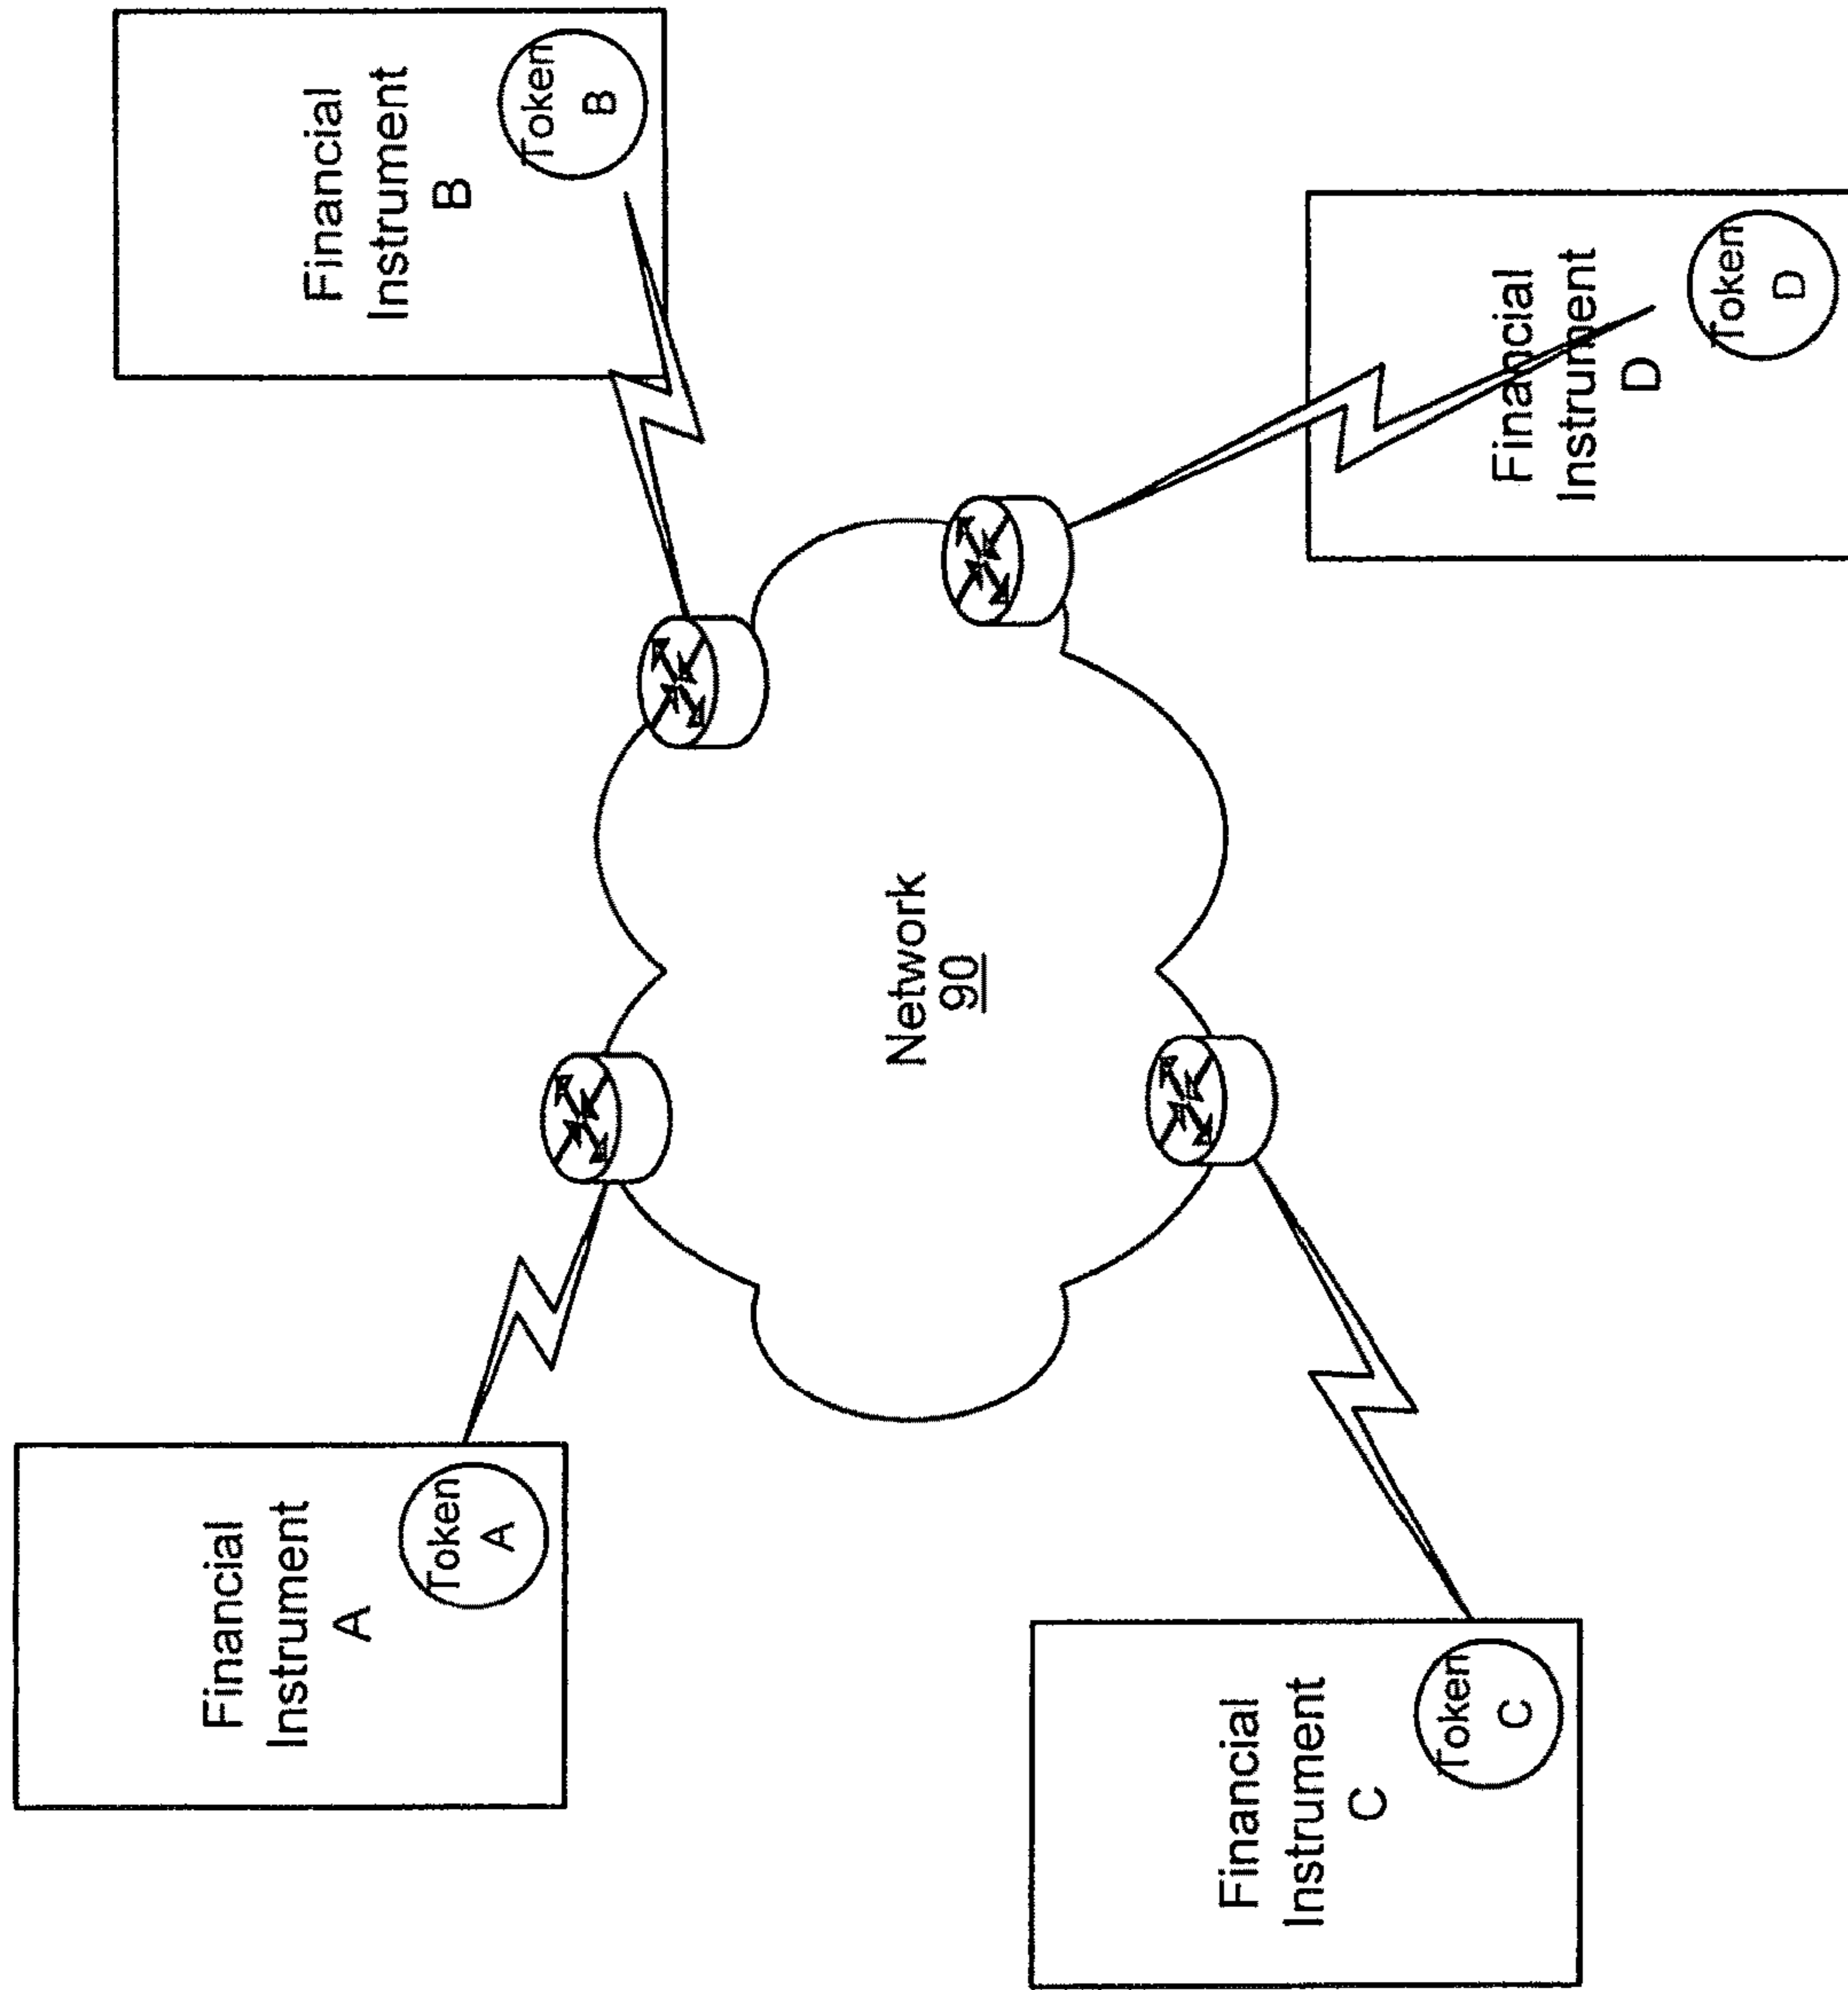 Financial
Instrument
A
Token
A
Financial
Instrument
B
Token
B
Network
90
Financial
Instrument
C
Token
C
Financial
Instrument
D
Token
D